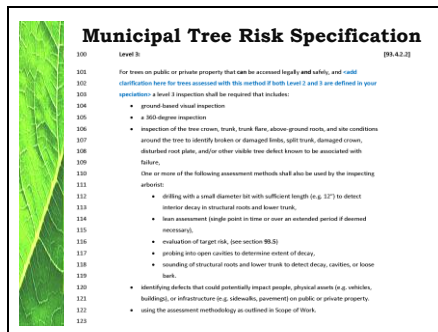 Municipal Tree Risk Specification
100 Level 3: [93.4.2.2]
101 For trees on public or private property that can be accessed legally and safely, and <add
102 clarification here for trees assessed with this method if both Level 2 and 3 are defined in your
103 speciation> a level 3 inspection shall be required that includes:
104 • ground-based visual inspection
105 • a 360-degree inspection
106 • inspection of the tree crown, trunk, trunk flare, above-ground roots, and site conditions
107 around the tree to identify broken or damaged limbs, split trunk, damaged crown,
108 disturbed root plate, and/or other visible tree defect known to be associated with
109 failure,
110 One or more of the following assessment methods shall also be used by the inspecting
111 arborist:
112 • drilling with a small diameter bit with sufficient length (e.g. 12") to detect
113 interior decay in structural roots and lower trunk,
114 • lean assessment (single point in time or over an extended period if deemed
115 necessary),
116 • evaluation of target risk, (see section 93.5)
117 • probing into open cavities to determine extent of decay,
118 • sounding of structural roots and lower trunk to detect decay, cavities, or loose
119 bark.
120 • identifying defects that could potentially impact people, physical assets (e.g. vehicles,
121 buildings), or infrastructure (e.g. sidewalks, pavement) on public or private property.
122 • using the assessment methodology as outlined in Scope of Work.
123